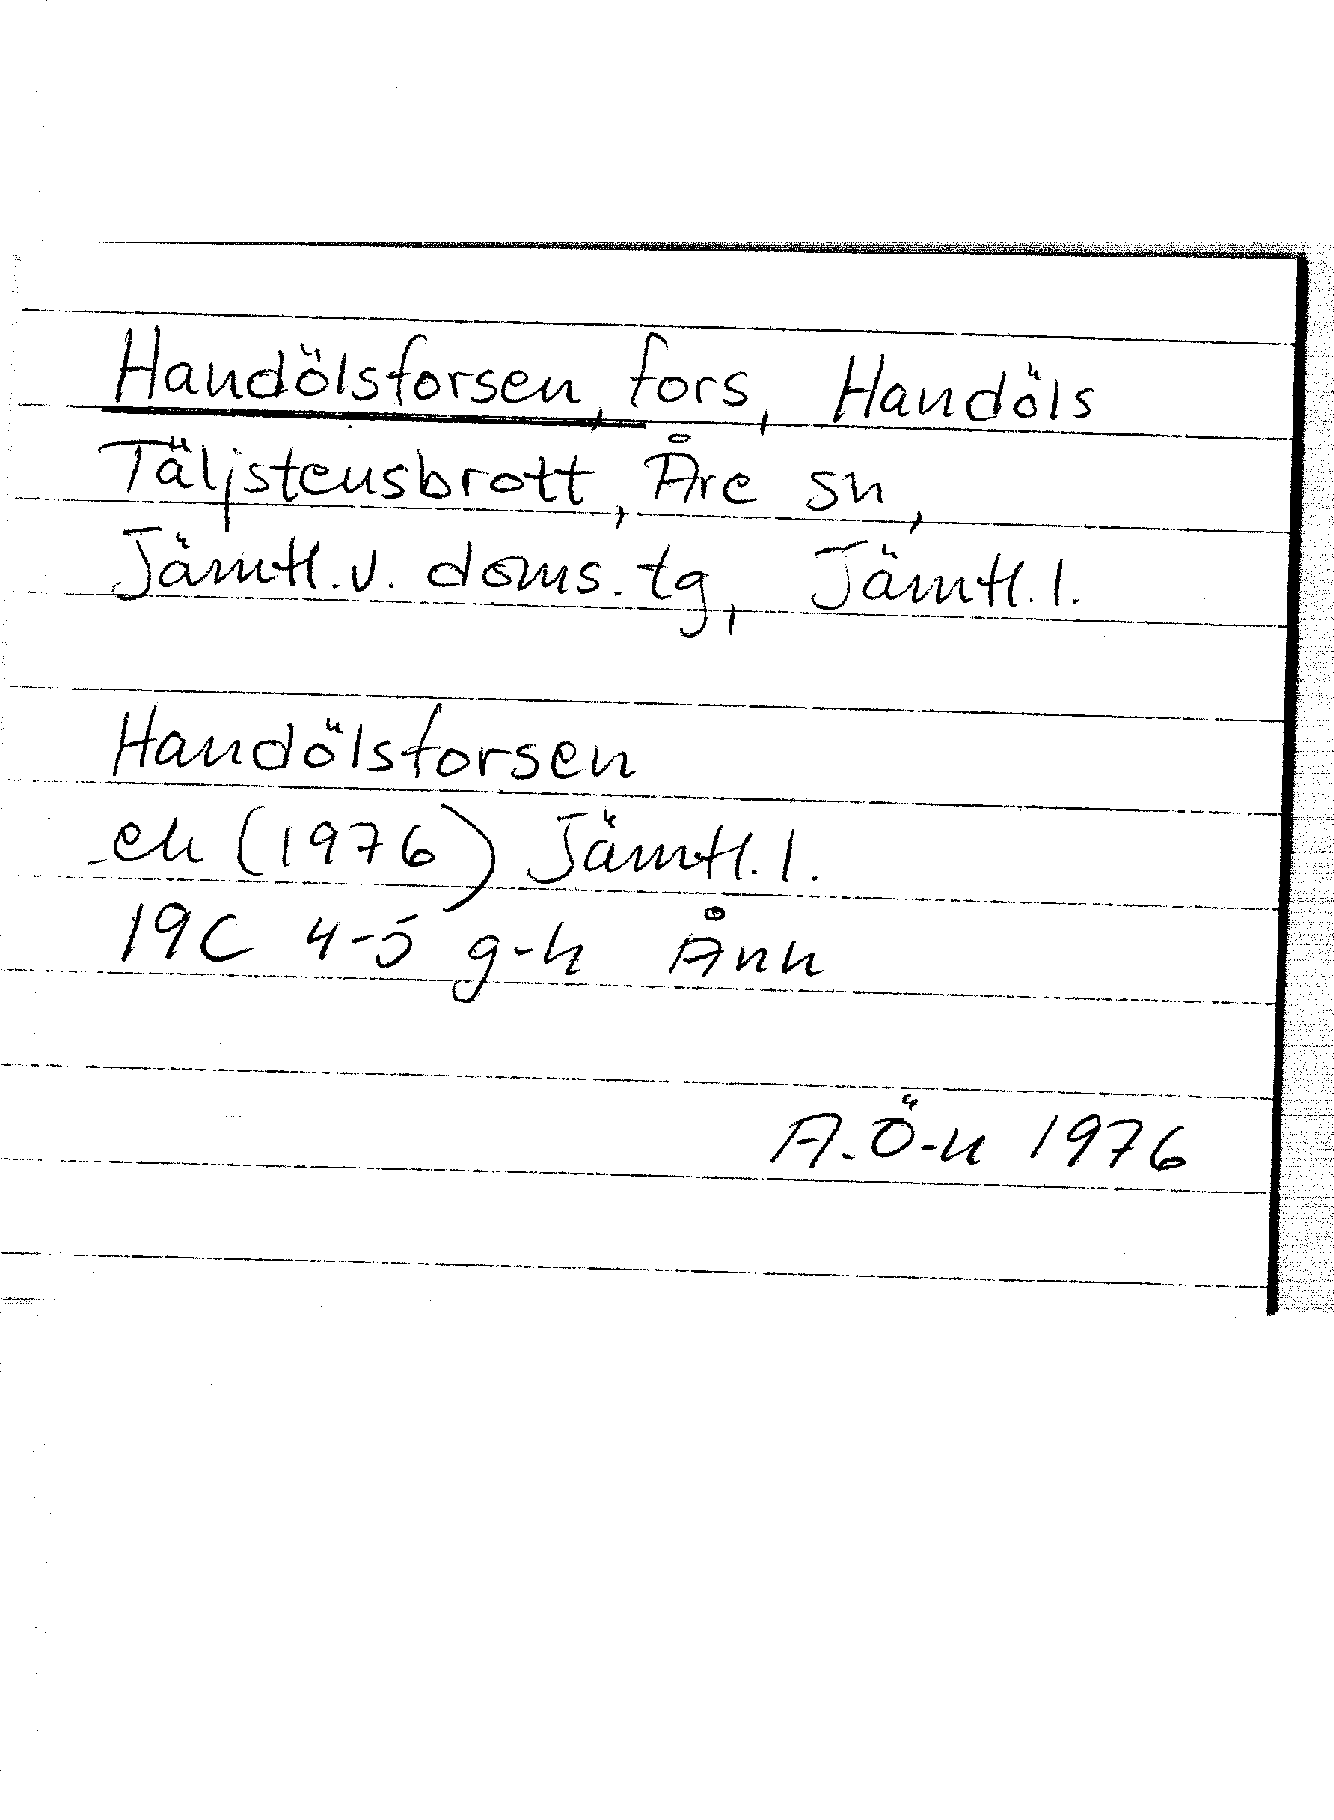 Handölsforsen, fors, Handöls
Täljstensbrott, Åre sn,
Jämtl. v. doms. tg, Jämtl. l.
Handölsforsen
ek (1976) Jämtl. l.
19C 4-5 g-h Ånn
A. Ö-n 1976